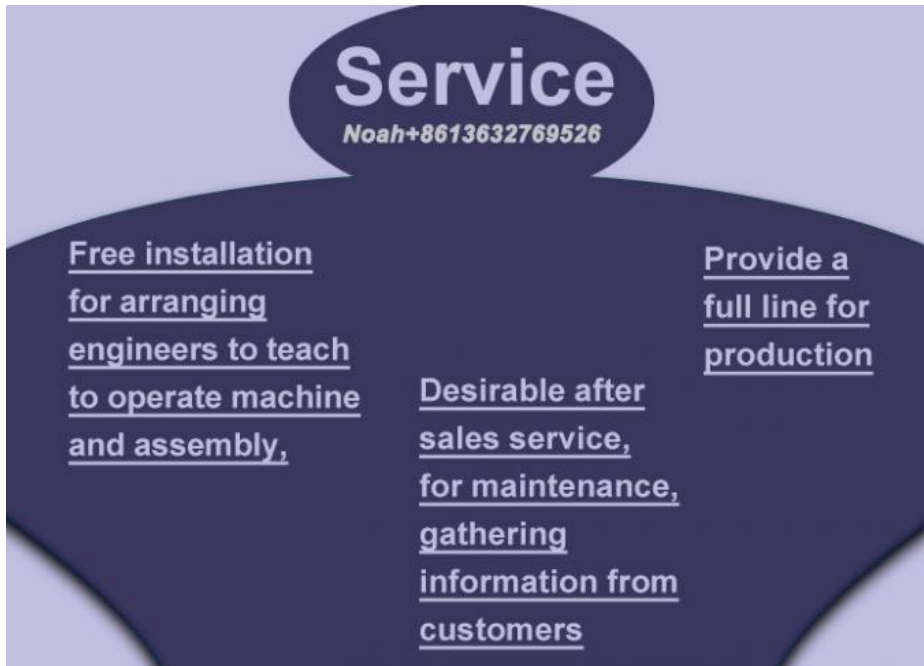 Service
Noah+8613632769526
Free installation
for arranging
engineers to teach
to operate machine
and assembly,
Desirable after
sales service,
for maintenance,
gathering
information from
customers
Provide a
full line for
production